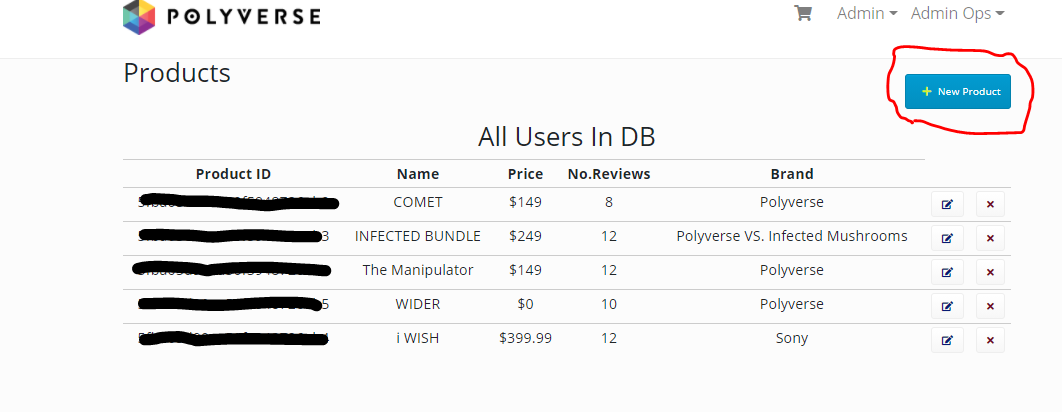 POLYVERSE
Admin Admin Ops
Products
+ New Product
All Users In DB
Product ID Name Price No.Reviews Brand
COMET $149 8 Polyverse
3 INFECTED BUNDLE $249 12 Polyverse VS. Infected Mushrooms
The Manipulator $149 12 Polyverse
5 WIDER $0 10 Polyverse
i WISH $399.99 12 Sony